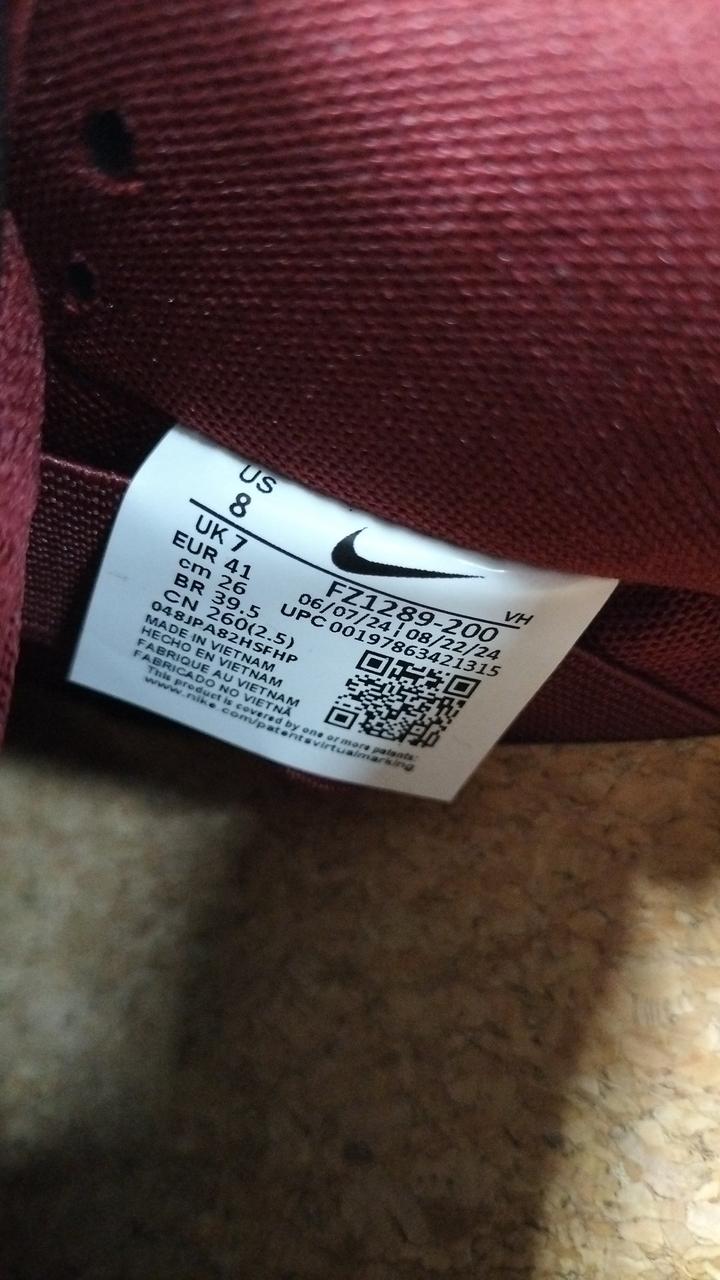 US
8
UK 7
EUR 41
cm 26
BR 39.5
CN 260(2.5)
048JPA82HSFHP
MADE IN VIETNAM
HECHO EN VIETNAM
FABRIQUE AU VIETNAM
FABRICADO NO VIETNÃ
This product is covered by one or more patents:
www.nike.com/patentsvirtualmarking
FZ1289-200
VH
06/07/24 | 08/22/24
UPC 00197863421315